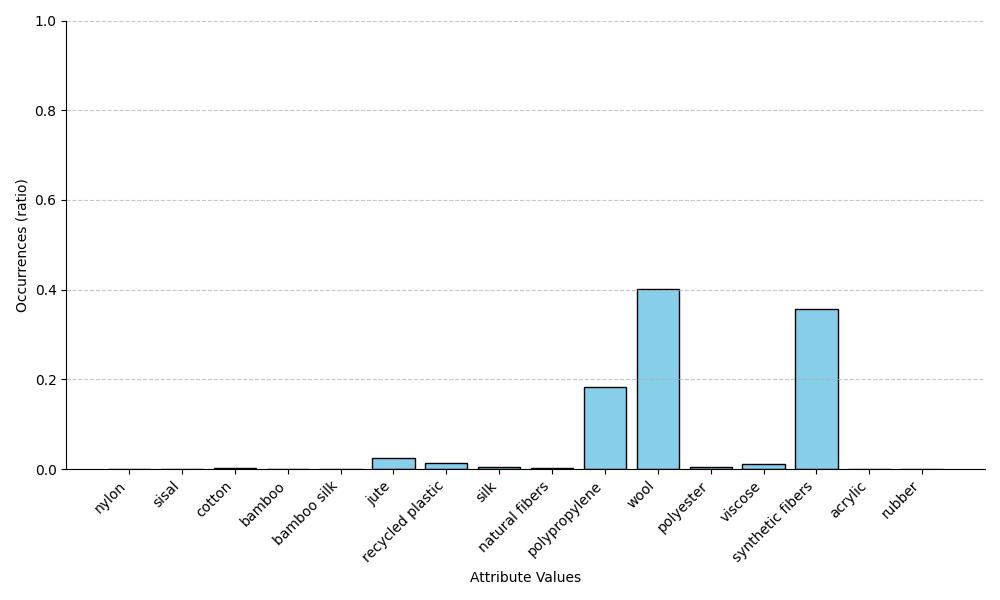 1.0
0.8
0.6
0.4
0.2
0.0
Occurrences (ratio)
nylon
sisal
cotton
bamboo
bamboo silk
jute
recycled plastic
silk
natural fibers
polypropylene
wool
polyester
viscose
synthetic fibers
acrylic
rubber
Attribute Values